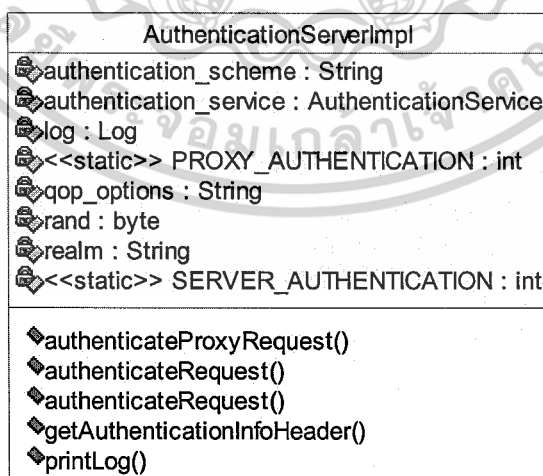 AuthenticationServerImpl
authentication_scheme : String
authentication_service : AuthenticationService
log : Log
<<static>> PROXY_AUTHENTICATION : int
qop_options : String
rand : byte
realm : String
<<static>> SERVER_AUTHENTICATION : int
authenticateProxyRequest()
authenticateRequest()
authenticateRequest()
getAuthenticationInfoHeader()
printLog()